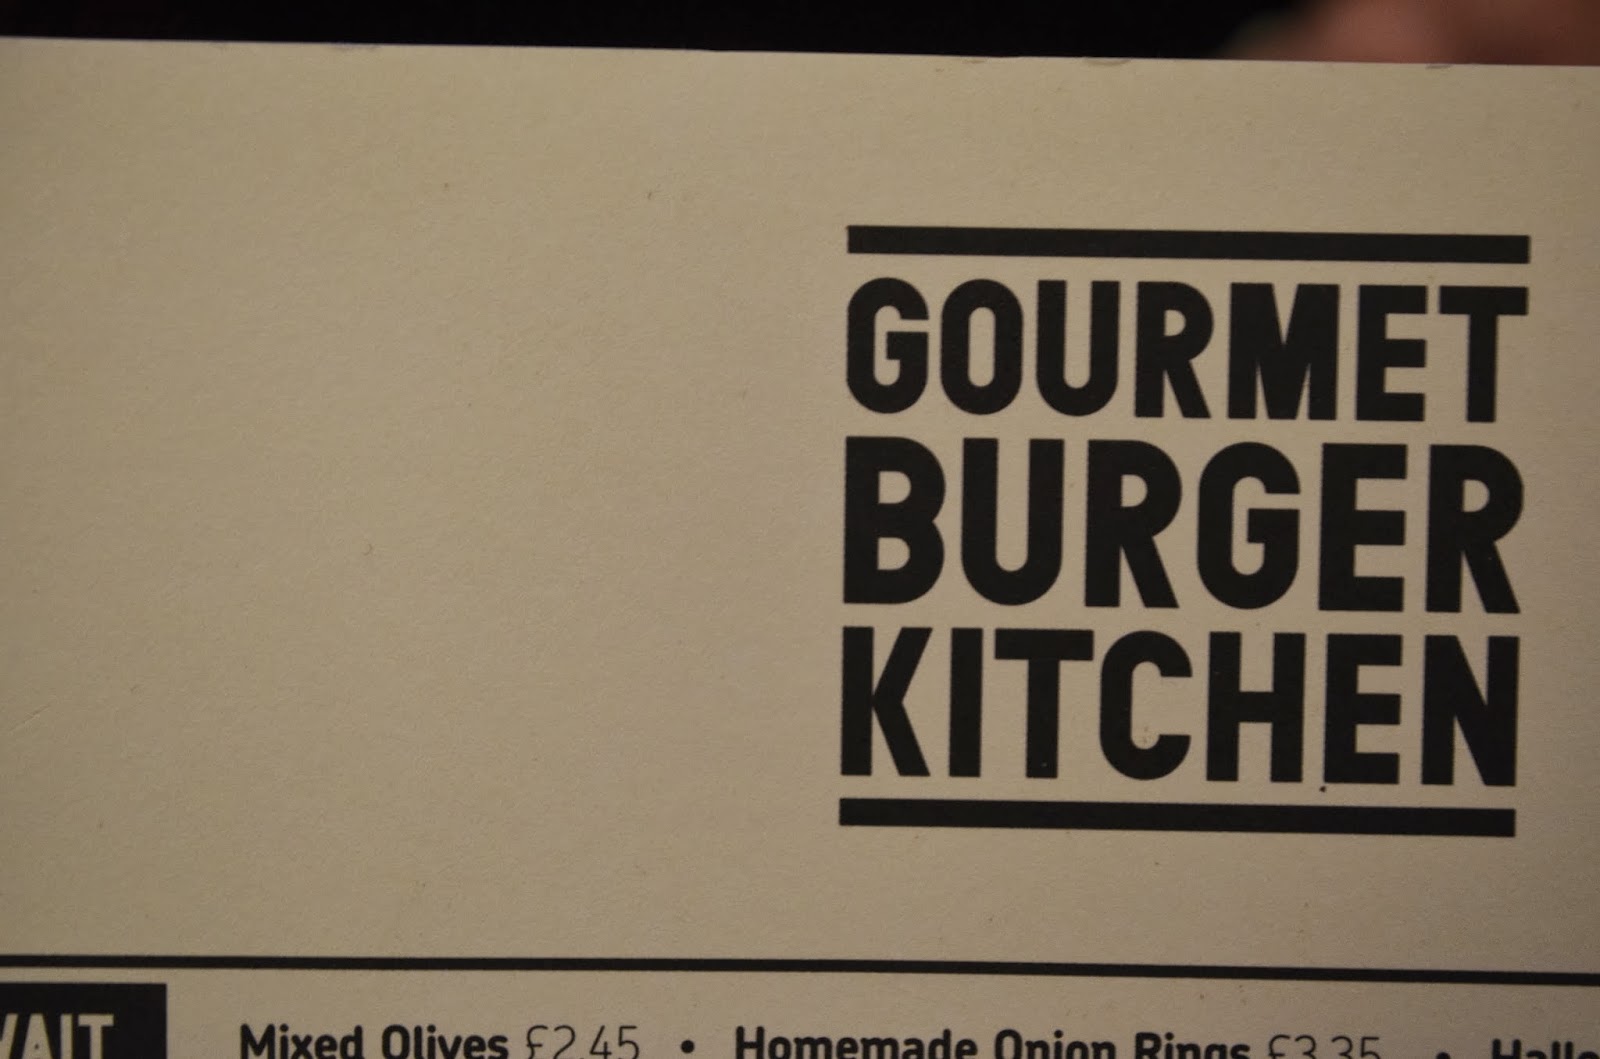 GOURMET
BURGER
KITCHEN
Mixed Olives £2.45 • Homemade Onion Rings £3.35 •